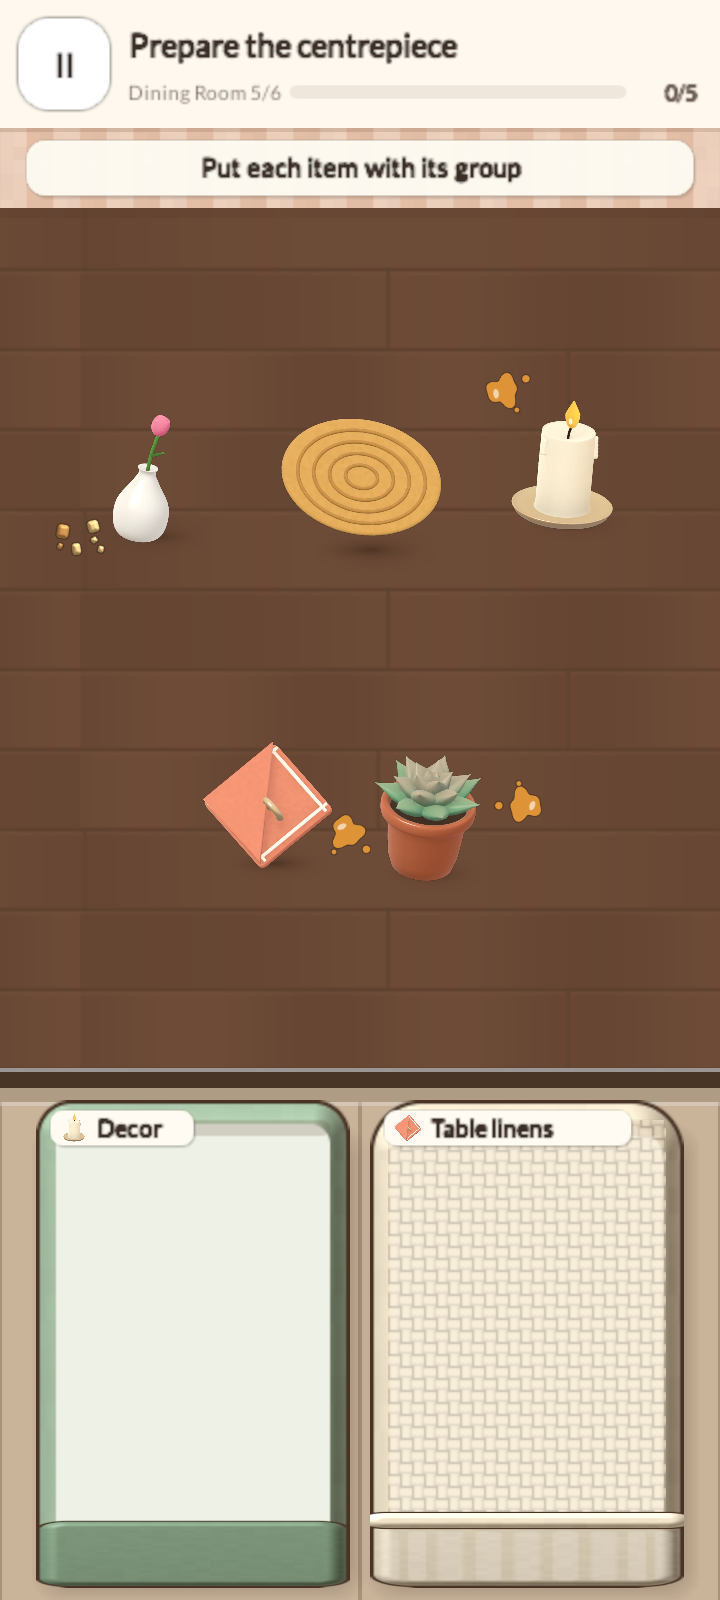 Prepare the centrepiece
Dining Room 5/6
0/5
Put each item with its group
Decor
Table linens